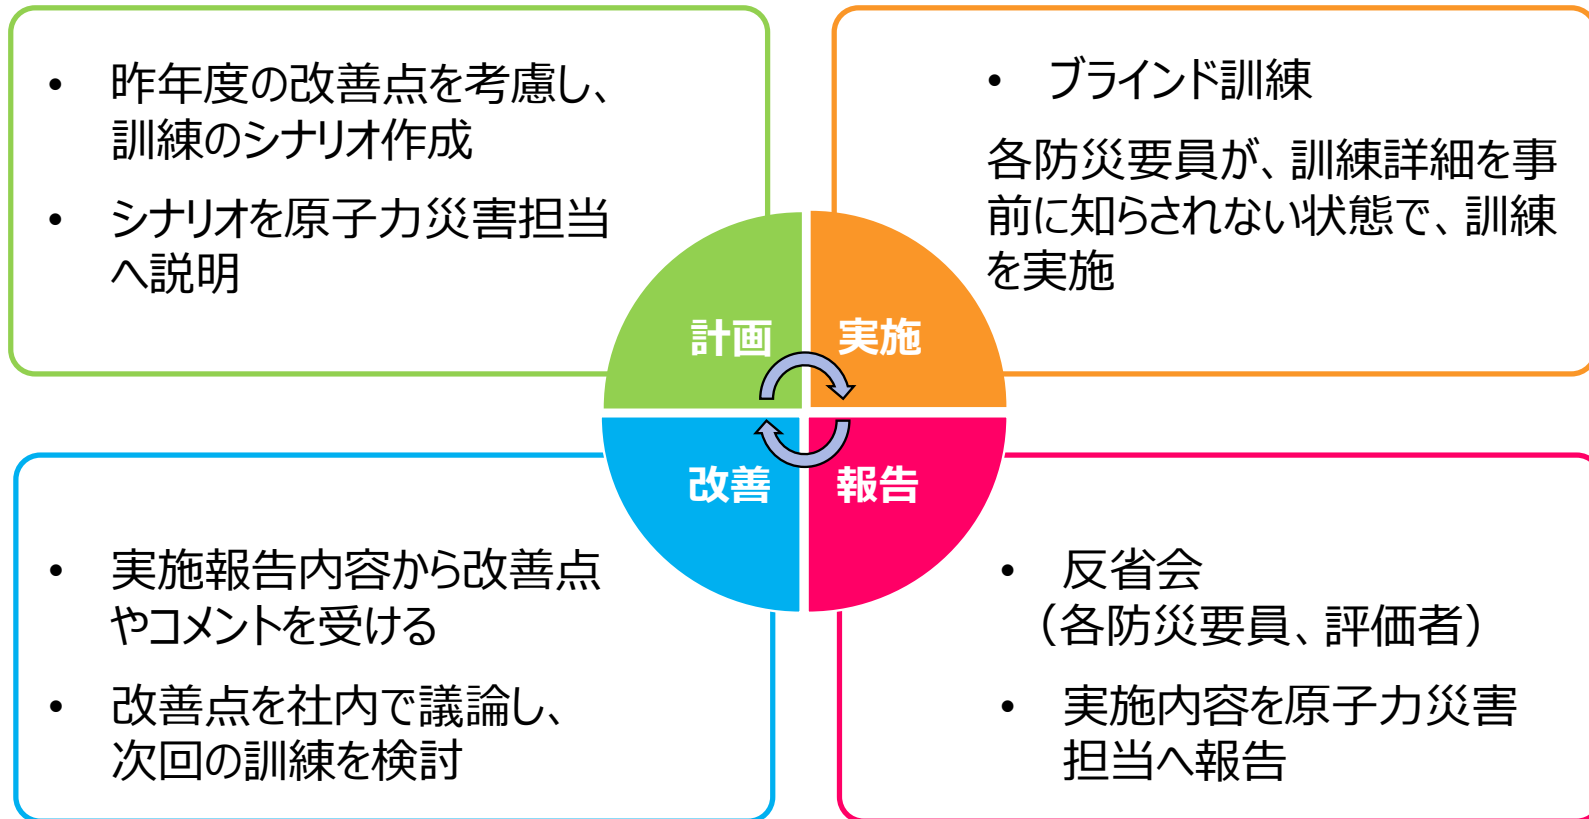 • 昨年度の改善点を考慮し、
訓練のシナリオ作成
• シナリオを原子力災害担当
へ説明
• ブラインド訓練
各防災要員が、訓練詳細を事
前に知らされない状態で、訓練
を実施
計画
実施
改善
報告
• 実施報告内容から改善点
やコメントを受ける
• 改善点を社内で議論し、
次回の訓練を検討
• 反省会
（各防災要員、評価者）
• 実施内容を原子力災害
担当へ報告